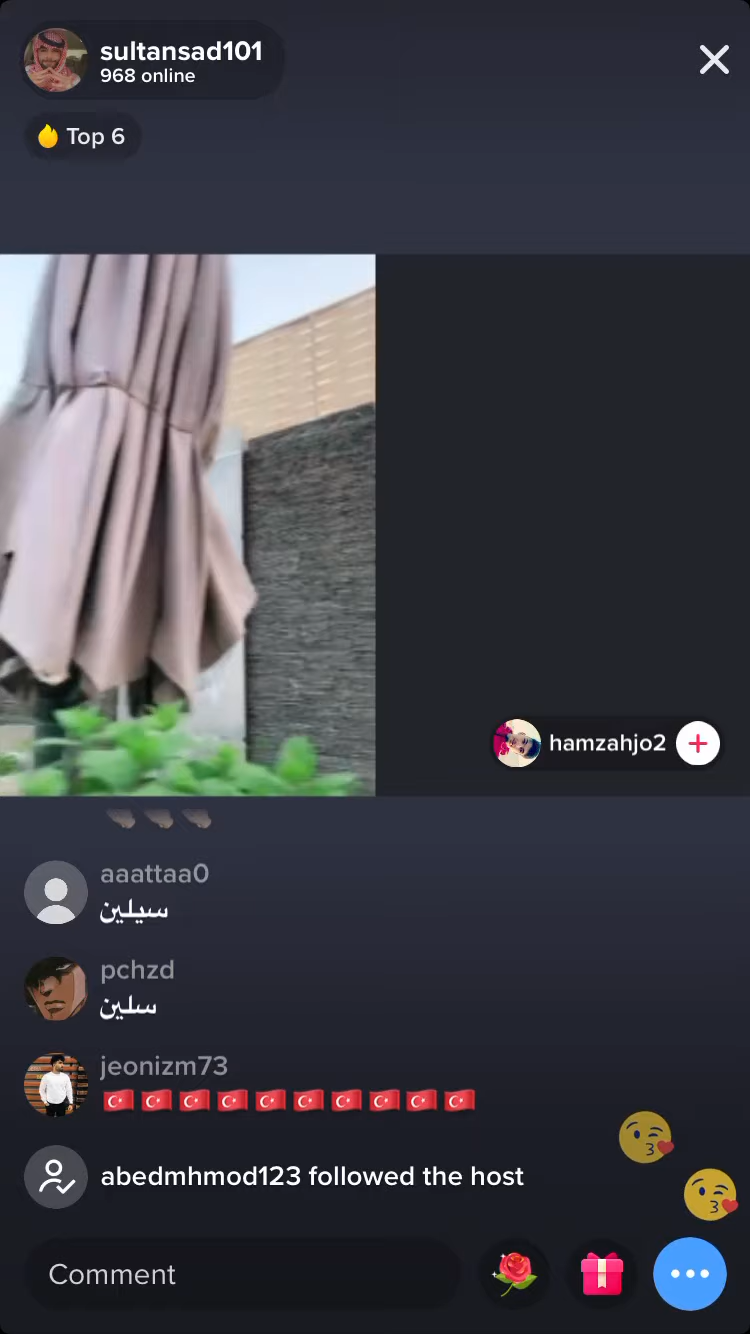 sultansad101
968 online
Top 6
hamzahjo2
aaattaa0
سيلين
pchzd
سلين
jeonizm73
🇹🇷🇹🇷🇹🇷🇹🇷🇹🇷🇹🇷🇹🇷🇹🇷🇹🇷🇹🇷
abedmhmod123 followed the host
Comment